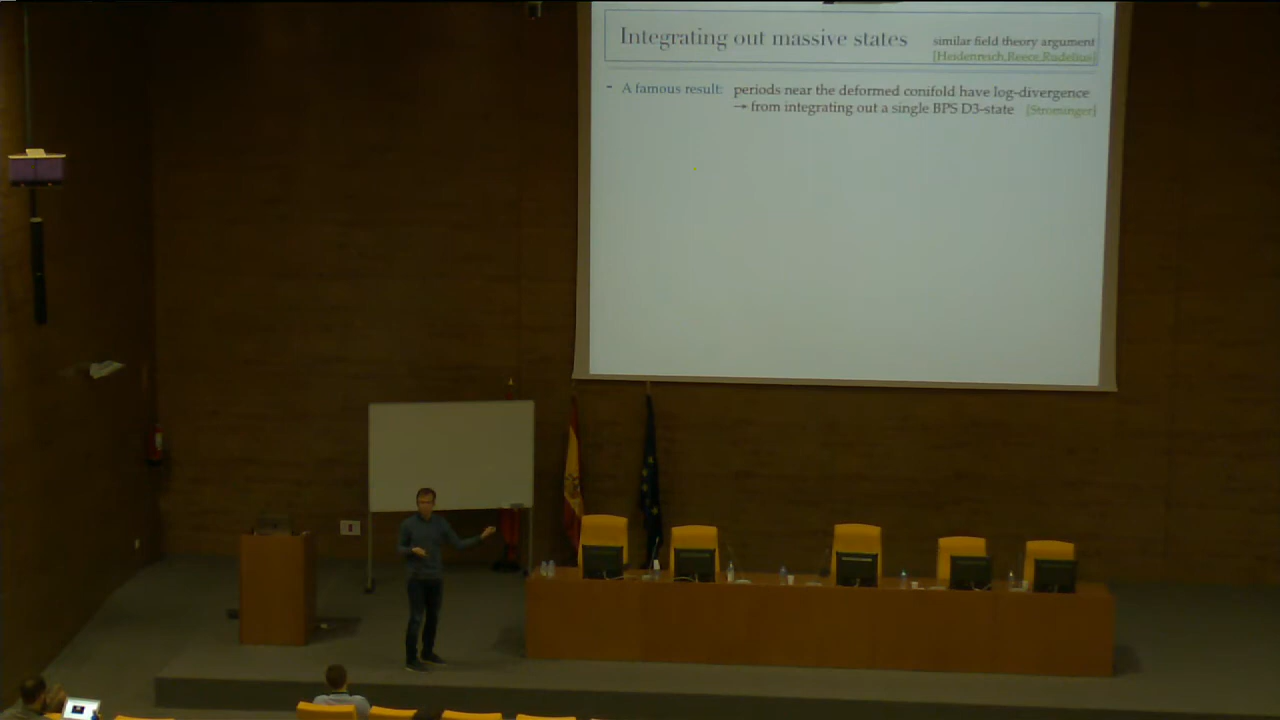 Integrating out massive states
similar field theory argument
[Heidenreich,Reece,Rudelius]
- A famous result: periods near the deformed conifold have log-divergence
→ from integrating out a single BPS D3-state [Strominger]